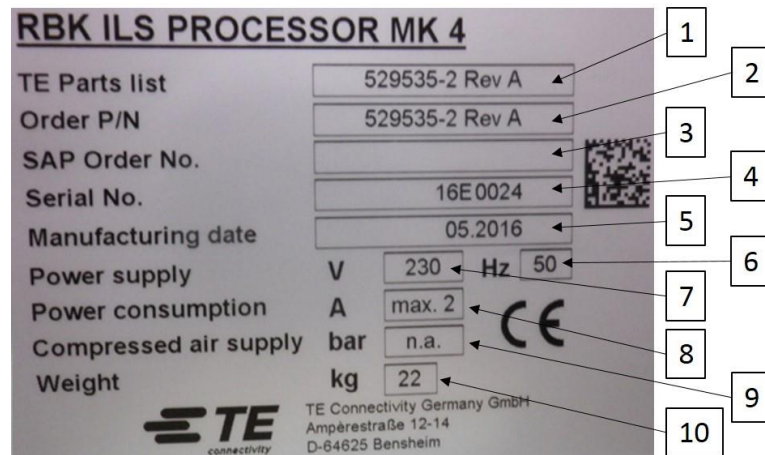 RBK ILS PROCESSOR MK 4
1
TE Parts list 529535-2 Rev A
2
Order P/N 529535-2 Rev A
3
SAP Order No.
4
Serial No. 16E0024
5
Manufacturing date 05.2016
6
Power supply V 230 Hz 50
7
Power consumption A max. 2
CE
8
Compressed air supply bar n.a.
9
Weight kg 22
10
TE
connectivity
TE Connectivity Germany GmbH
Ampèrestraße 12-14
D-64625 Bensheim